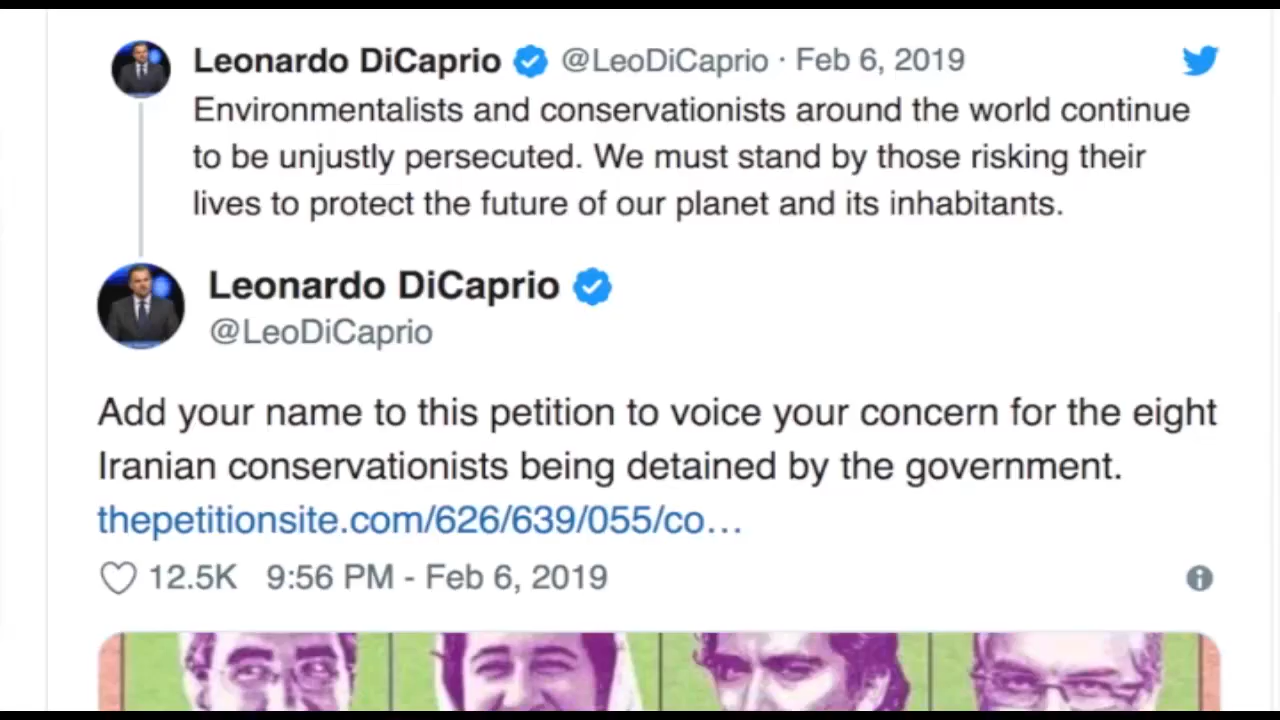 Leonardo DiCaprio @LeoDiCaprio · Feb 6, 2019
Environmentalists and conservationists around the world continue
to be unjustly persecuted. We must stand by those risking their
lives to protect the future of our planet and its inhabitants.
Leonardo DiCaprio
@LeoDiCaprio
Add your name to this petition to voice your concern for the eight
Iranian conservationists being detained by the government.
thepetitionsite.com/626/639/055/co…
12.5K 9:56 PM - Feb 6, 2019